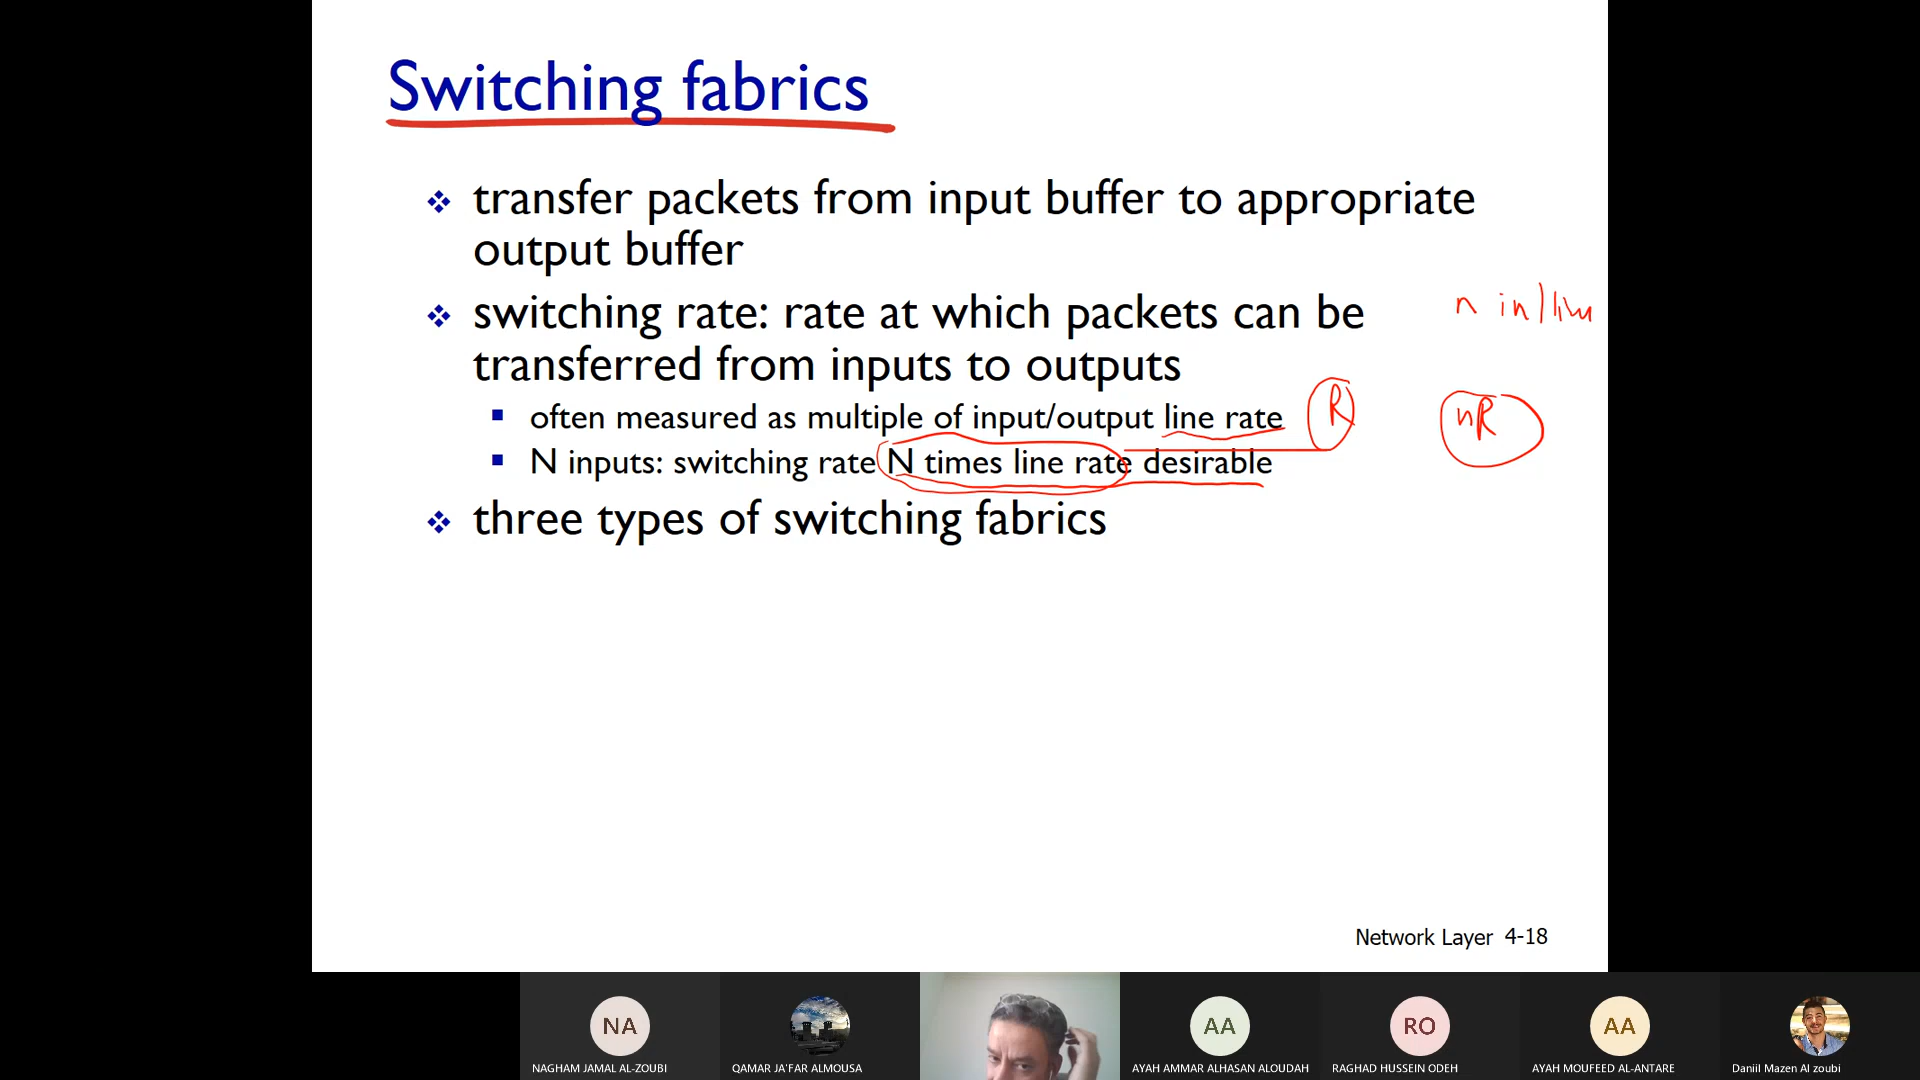 Switching fabrics
❖ transfer packets from input buffer to appropriate
output buffer
❖ switching rate: rate at which packets can be
transferred from inputs to outputs
n in/line
▪ often measured as multiple of input/output line rate R
nR
▪ N inputs: switching rate N times line rate desirable
❖ three types of switching fabrics
Network Layer 4-18
NA
AA
RO
AA
NAGHAM JAMAL AL-ZOUBI
QAMAR JA'FAR ALMOUSA
AYAH AMMAR ALHASAN ALOUDAH
RAGHAD HUSSEIN ODEH
AYAH MOUFEED AL-ANTARE
Daniil Mazen Al zoubi